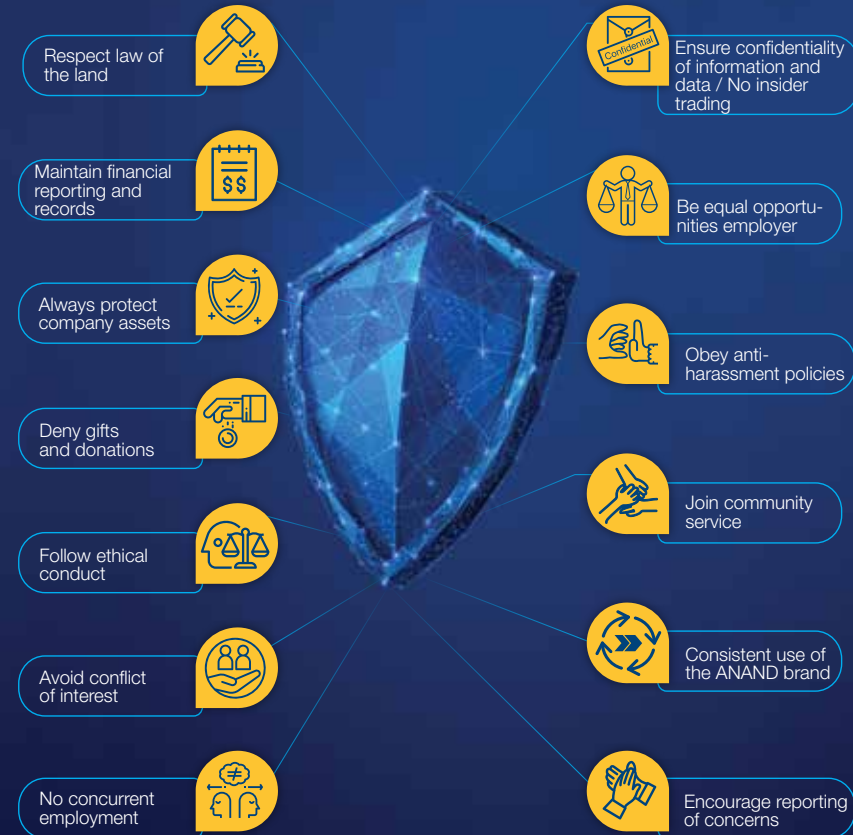 Respect law of
the land
Maintain financial
reporting and
records
$$
Always protect
company assets
Deny gifts
and donations
Follow ethical
conduct
Avoid conflict
of interest
No concurrent
employment
Confidential
Ensure confidentiality
of information and
data / No insider
trading
Be equal opportu-
nities employer
Obey anti-
harassment policies
Join community
service
Consistent use of
the ANAND brand
Encourage reporting
of concerns